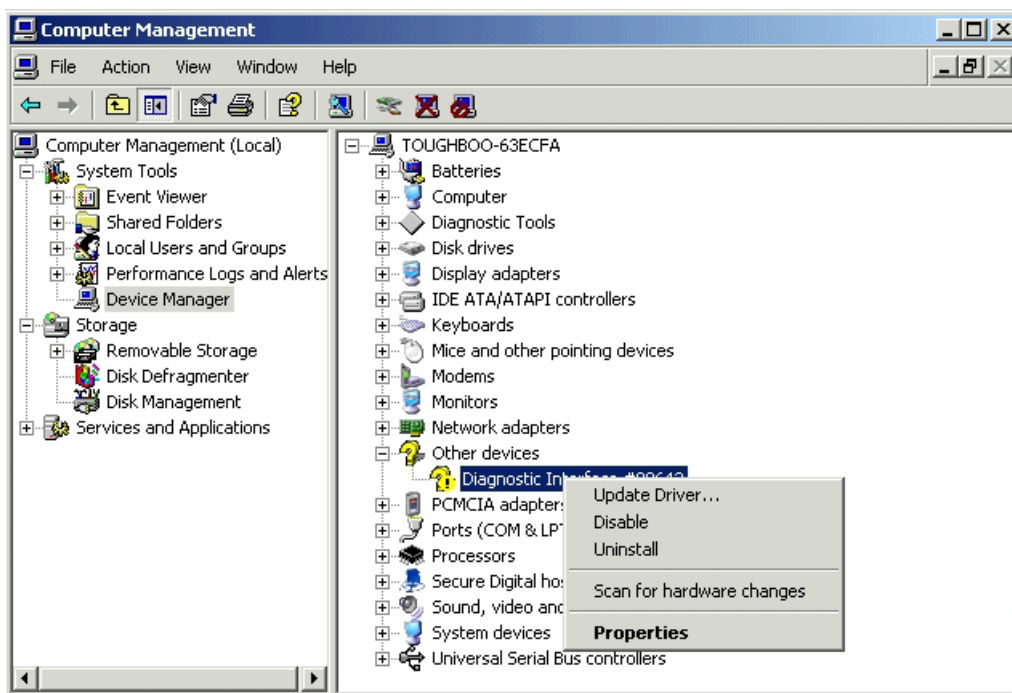 Computer Management
File Action View Window Help
Computer Management (Local)
System Tools
Event Viewer
Shared Folders
Local Users and Groups
Performance Logs and Alerts
Device Manager
Storage
Removable Storage
Disk Defragmenter
Disk Management
Services and Applications
TOUGHBOO-63ECFA
Batteries
Computer
Diagnostic Tools
Disk drives
Display adapters
IDE ATA/ATAPI controllers
Keyboards
Mice and other pointing devices
Modems
Monitors
Network adapters
Other devices
Diagnostic
PCMCIA adapter
Ports (COM & LPT
Processors
Secure Digital
Sound, video and
System devices
Universal Serial Bus controllers
Update Driver...
Disable
Uninstall
Scan for hardware changes
Properties